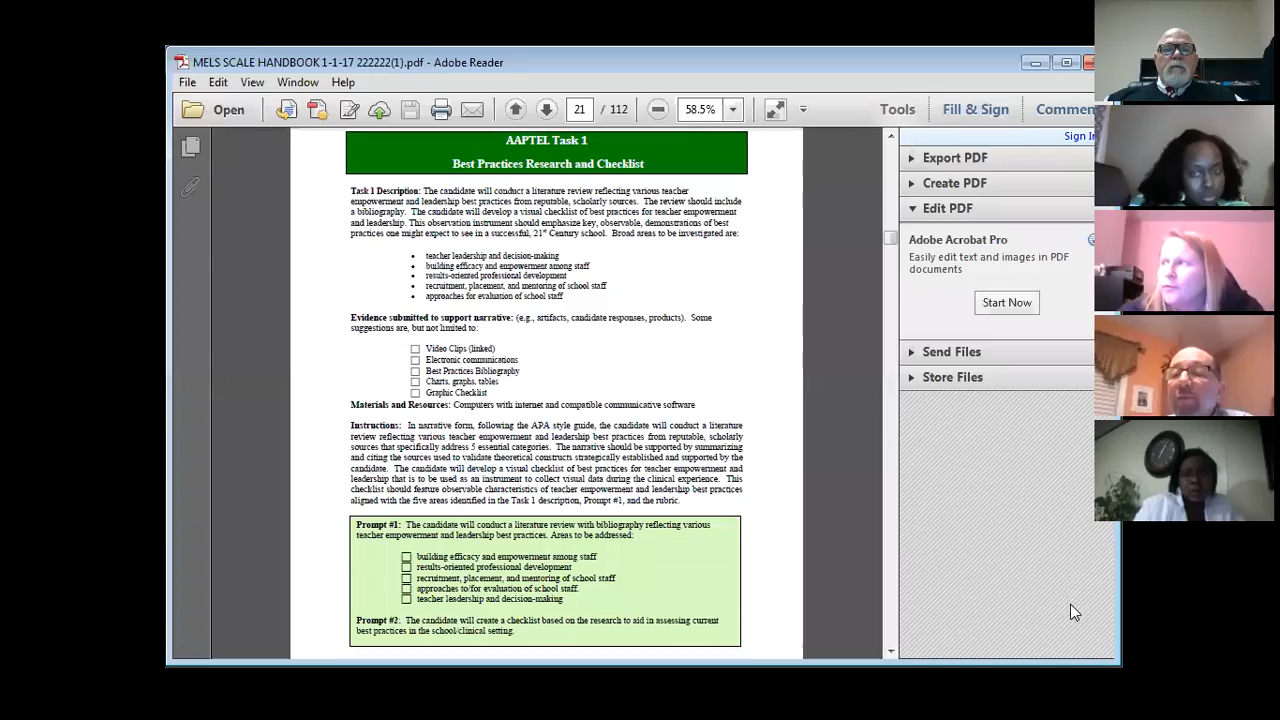 MELS SCALE HANDBOOK 1-1-17 222222(1).pdf - Adobe Reader
File Edit View Window Help
Open 21 / 112 58.5% Tools Fill & Sign Commen
Sign In
AAPTEL Task 1
Best Practices Research and Checklist
Task 1 Description: The candidate will conduct a literature review reflecting various teacher
empowerment and leadership best practices from reputable, scholarly sources. The review should include
a bibliography. The candidate will develop a visual checklist of best practices for teacher empowerment
and leadership. This observation instrument should emphasize key, observable, demonstrations of best
practices one might expect to see in a successful, 21st Century school. Broad areas to be investigated are:
• teacher leadership and decision-making
• building efficacy and empowerment among staff
• results-oriented professional development
• recruitment, placement, and mentoring of school staff
• approaches for evaluation of school staff
Evidence submitted to support narrative: (e.g., artifacts, candidate responses, products). Some
suggestions are, but not limited to:
☐ Video Clips (linked)
☐ Electronic communications
☐ Best Practices Bibliography
☐ Charts, graphs, tables
☐ Graphic Checklist
Materials and Resources: Computers with internet and compatible communicative software
Instructions: In narrative form, following the APA style guide, the candidate will conduct a literature
review reflecting various teacher empowerment and leadership best practices from reputable, scholarly
sources that specifically address 5 essential categories. The narrative should be supported by summarizing
and citing the sources used to validate theoretical constructs strategically established and supported by the
candidate. The candidate will develop a visual checklist of best practices for teacher empowerment and
leadership that is to be used as an instrument to collect visual data during the clinical experience. This
checklist should feature observable characteristics of teacher empowerment and leadership best practices
aligned with the five areas identified in the Task 1 description, Prompt #1, and the rubric.
Prompt #1: The candidate will conduct a literature review with bibliography reflecting various
teacher empowerment and leadership best practices. Areas to be addressed:
☐ building efficacy and empowerment among staff
☐ results-oriented professional development
☐ recruitment, placement, and mentoring of school staff
☐ approaches to/for evaluation of school staff.
☐ teacher leadership and decision-making
Prompt #2: The candidate will create a checklist based on the research to aid in assessing current
best practices in the school/clinical setting.
Export PDF
Create PDF
Edit PDF
Adobe Acrobat Pro
Easily edit text and images in PDF
documents
Start Now
Send Files
Store Files